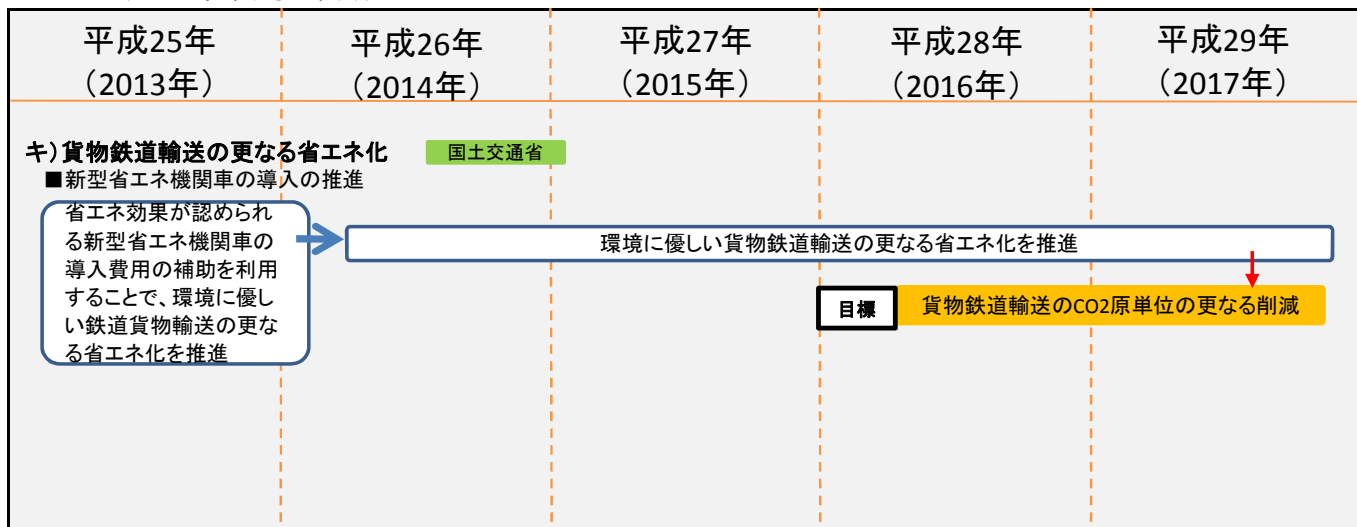 平成25年
（2013年）
平成26年
（2014年）
平成27年
（2015年）
平成28年
（2016年）
平成29年
（2017年）
キ）貨物鉄道輸送の更なる省エネ化
国土交通省
■新型省エネ機関車の導入の推進
省エネ効果が認められ
る新型省エネ機関車の
導入費用の補助を利用
することで、環境に優し
い鉄道貨物輸送の更な
る省エネ化を推進
環境に優しい貨物鉄道輸送の更なる省エネ化を推進
目標
貨物鉄道輸送のCO2原単位の更なる削減